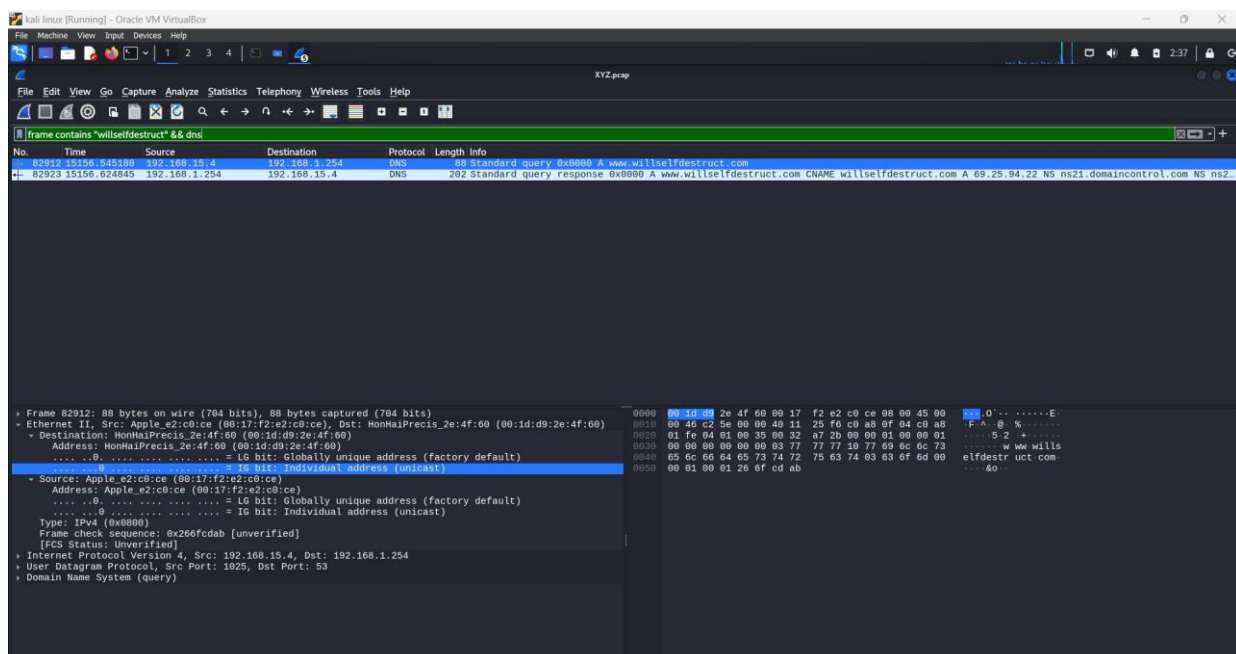 kali linux [Running] - Oracle VM VirtualBox
File Machine View Input Devices Help
1 2 3 4 2:37
XYZ.pcap
File Edit View Go Capture Analyze Statistics Telephony Wireless Tools Help
frame contains "willselfdestruct" && dns
No. Time Source Destination Protocol Length Info
82912 15156.545188 192.168.15.4 192.168.1.254 DNS 88 Standard query 0x0000 A www.willselfdestruct.com
82923 15156.624845 192.168.1.254 192.168.15.4 DNS 202 Standard query response 0x0000 A www.willselfdestruct.com CNAME willselfdestruct.com A 69.25.94.22 NS ns21.domaincontrol.com NS ns2…
Frame 82912: 88 bytes on wire (704 bits), 88 bytes captured (704 bits)
Ethernet II, Src: Apple_e2:c0:ce (00:17:f2:e2:c0:ce), Dst: HonHaiPrecis_2e:4f:60 (00:1d:d9:2e:4f:60)
Destination: HonHaiPrecis_2e:4f:60 (00:1d:d9:2e:4f:60)
Address: HonHaiPrecis_2e:4f:60 (00:1d:d9:2e:4f:60)
.... ..0. .... .... .... .... = LG bit: Globally unique address (factory default)
.... ...0 .... .... .... .... = IG bit: Individual address (unicast)
Source: Apple_e2:c0:ce (00:17:f2:e2:c0:ce)
Address: Apple_e2:c0:ce (00:17:f2:e2:c0:ce)
.... ..0. .... .... .... .... = LG bit: Globally unique address (factory default)
.... ...0 .... .... .... .... = IG bit: Individual address (unicast)
Type: IPv4 (0x0800)
Frame check sequence: 0x266fcdab [unverified]
[FCS Status: Unverified]
Internet Protocol Version 4, Src: 192.168.15.4, Dst: 192.168.1.254
User Datagram Protocol, Src Port: 1025, Dst Port: 53
Domain Name System (query)
0000 00 1d d9 2e 4f 60 00 17 f2 e2 c0 ce 08 00 45 00 ....O`.. ......E.
0010 00 46 c2 5e 00 00 40 11 25 f6 c0 a8 0f 04 c0 a8 .F.^..@. %.......
0020 01 fe 04 01 00 35 00 32 a7 2b 00 00 01 00 00 01 .....5.2 .+......
0030 00 00 00 00 00 00 03 77 77 77 10 77 69 6c 6c 73 .......w ww.wills
0040 65 6c 66 64 65 73 74 72 75 63 74 03 63 6f 6d 00 elfdestr uct.com.
0050 00 01 00 01 26 6f cd ab ....&o..